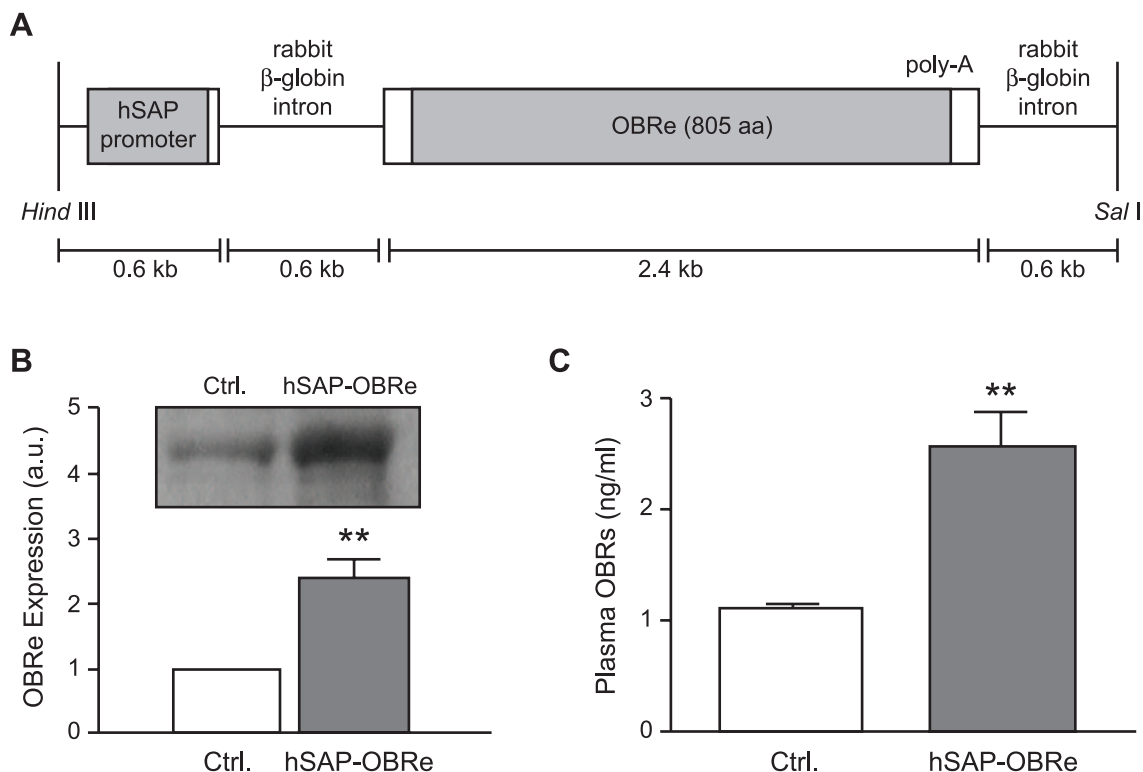 A
hSAP
promoter
rabbit
β-globin
intron
OBRe (805 aa)
poly-A
rabbit
β-globin
intron
Hind III
Sal I
0.6 kb
0.6 kb
2.4 kb
0.6 kb
B
Ctrl.
hSAP-OBRe
OBRe Expression (a.u.)
5
4
3
2
1
0
**
Ctrl.
hSAP-OBRe
C
Plasma OBRs (ng/ml)
3
2
1
0
**
Ctrl.
hSAP-OBRe